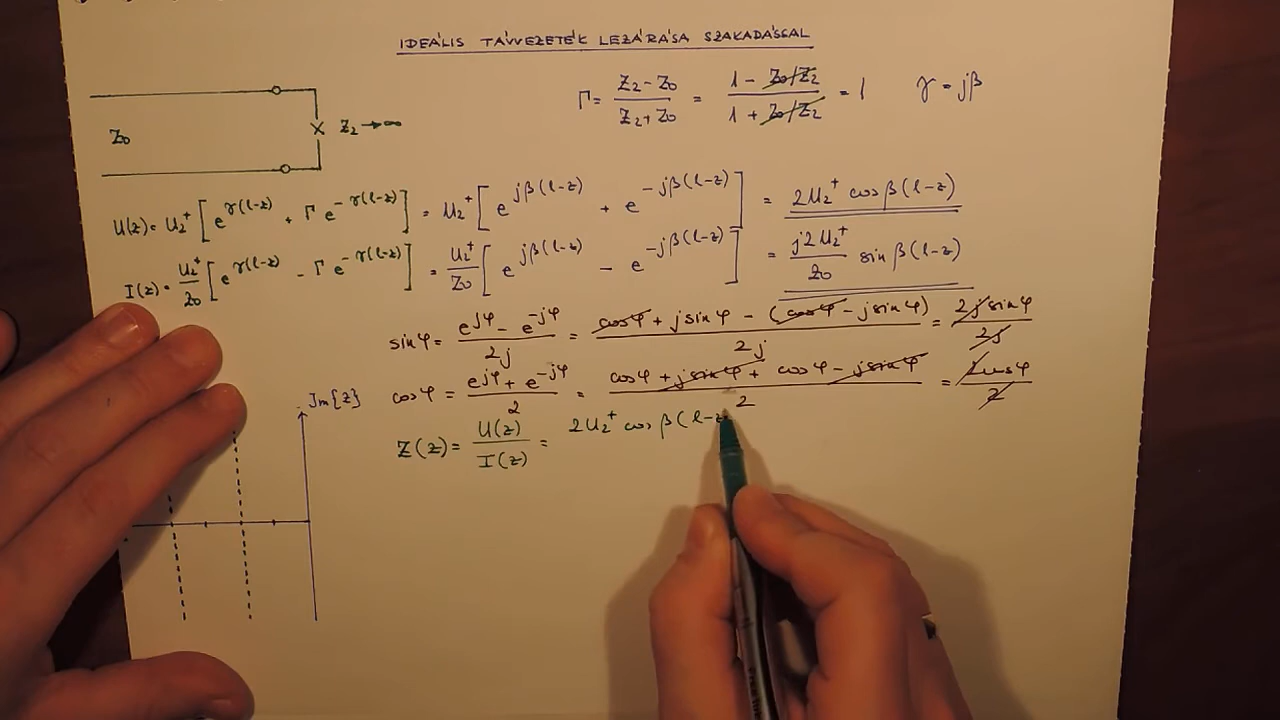 IDEÁLIS TÁVVEZETÉK LEZÁRÁSA SZAKADÁSSAL
Γ = (Z₂ - Z₀)/(Z₂ + Z₀) = (1 - Z₀/Z₂)/(1 + Z₀/Z₂) = 1 γ = jβ
Z₀ Z₂ → ∞
U(z) = U₂⁺ [e^γ(l-z) + Γ e^-γ(l-z)] = U₂⁺ [e^jβ(l-z) + e^-jβ(l-z)] = 2U₂⁺ cos β(l-z)
I(z) = U₂⁺/Z₀ [e^γ(l-z) - Γ e^-γ(l-z)] = U₂⁺/Z₀ [e^jβ(l-z) - e^-jβ(l-z)] = j2U₂⁺/Z₀ sin β(l-z)
sin φ = (e^jφ - e^-jφ)/2j = (cos φ + j sin φ - (cos φ - j sin φ))/2j = 2j sin φ/2j
Jm{z} cos φ = (e^jφ + e^-jφ)/2 = (cos φ + j sin φ + cos φ - j sin φ)/2 = 2 cos φ/2
Z(z) = U(z)/I(z) = 2U₂⁺ cos β(l-z